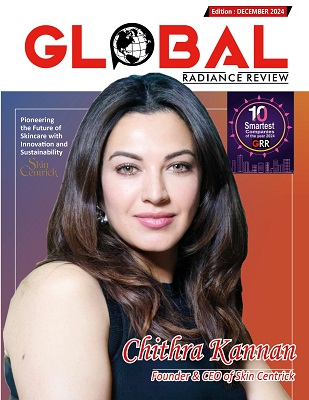 Edition : DECEMBER 2024
GLOBAL
RADIANCE REVIEW
Pioneering
the Future of
Skincare with
Innovation and
Sustainability
Skin
Centrick
10
Smartest
Companies
of the year 2024
GRR
Chithra Kannan
Founder & CEO of Skin Centrick